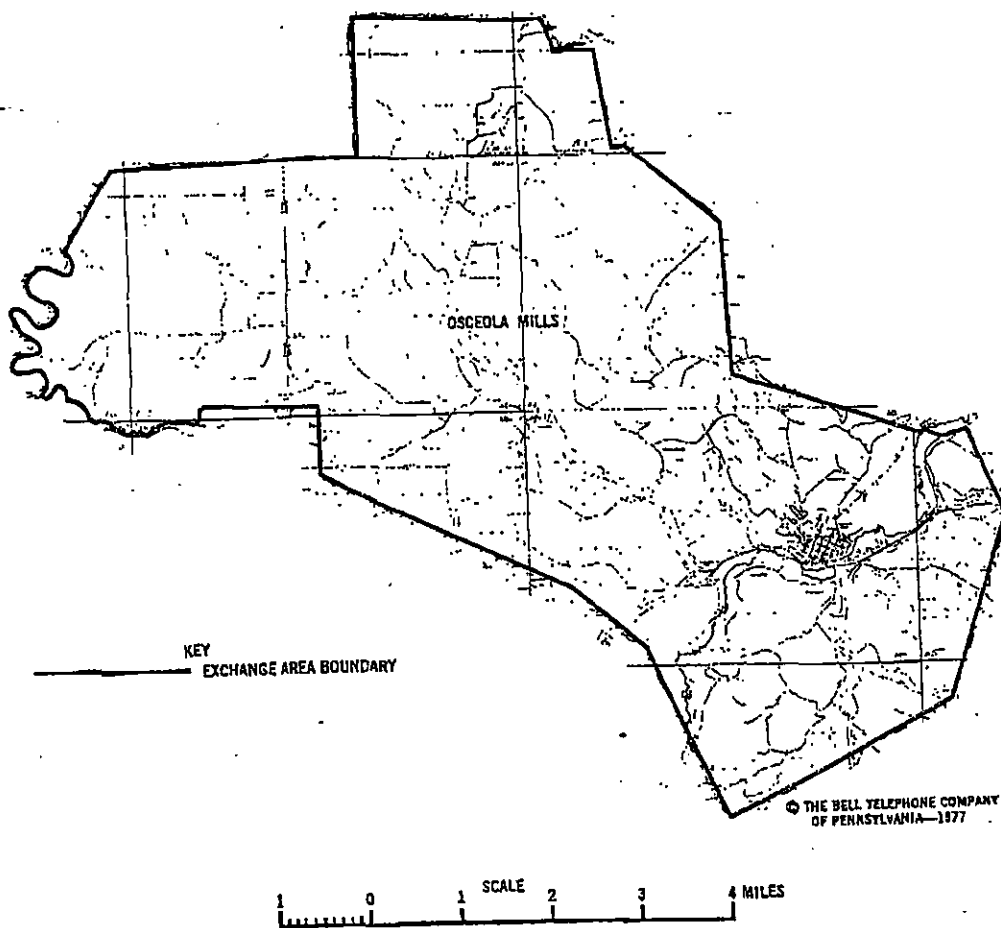 OSCEOLA MILLS
KEY
EXCHANGE AREA BOUNDARY
© THE BELL TELEPHONE COMPANY
OF PENNSYLVANIA—1977
SCALE
1 0 1 2 3 4 MILES